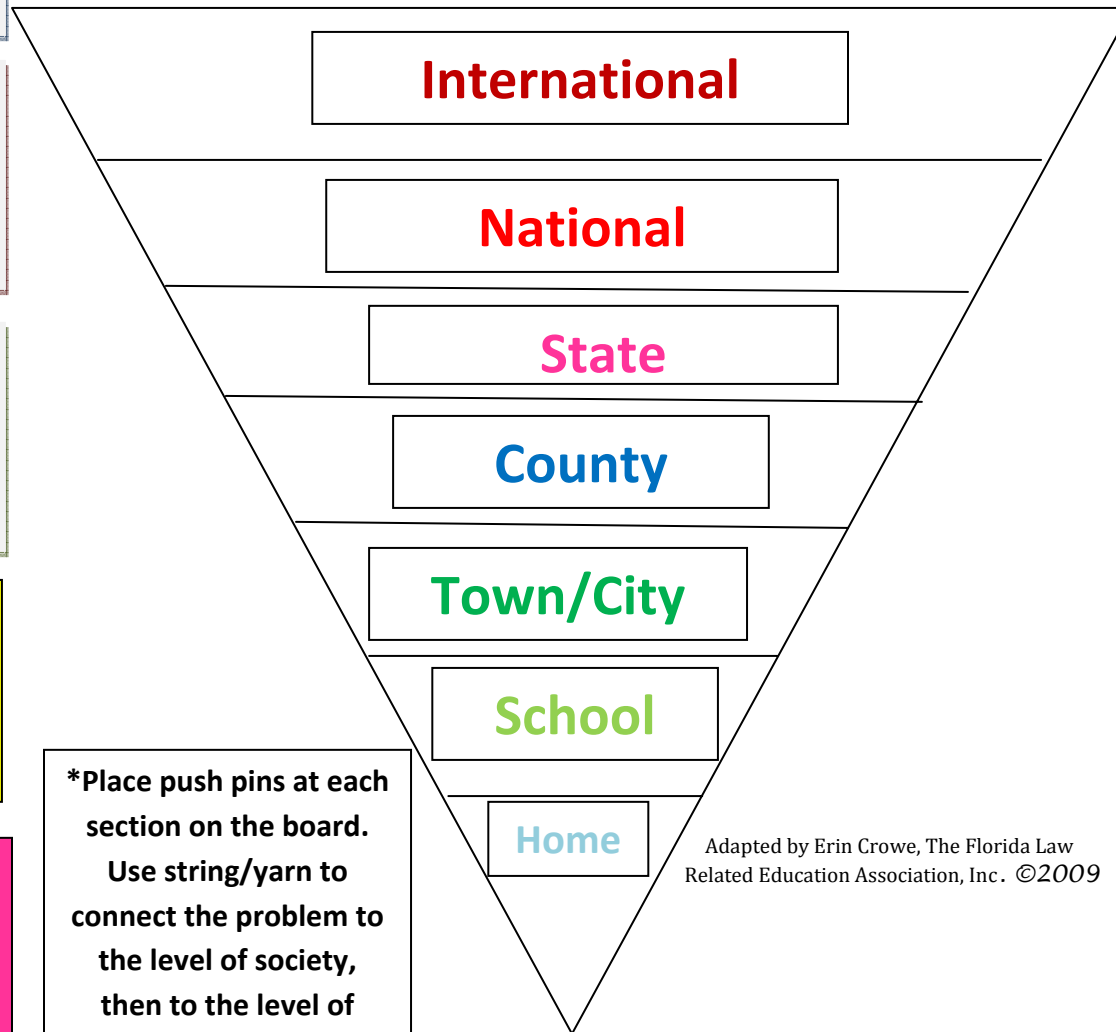 International
National
State
County
Town/City
School
Home
*Place push pins at each
section on the board.
Use string/yarn to
connect the problem to
the level of society,
then to the level of
Adapted by Erin Crowe, The Florida Law
Related Education Association, Inc. ©2009